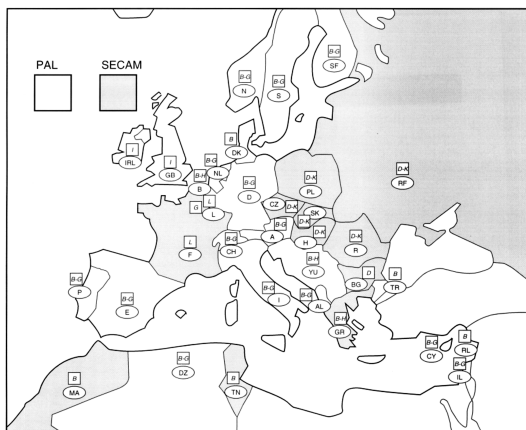 PAL SECAM
B-G
SF
B-G
N
B-G
S
I
IRL
I
GB
B
DK
B-G
NL
B-H
B
G
L
L
B-G
D
D-K
PL
D-K
RF
CZ
D-K
SK
D-K
D-K
H
B-G
A
D-K
R
L
F
B-G
CH
B-H
YU
D
BG
B
TR
B-G
P
B-G
E
B-G
I
B-G
AL
B-H
GR
B-G
CY
B
RL
B-G
IL
B
MA
B-G
DZ
B
TN